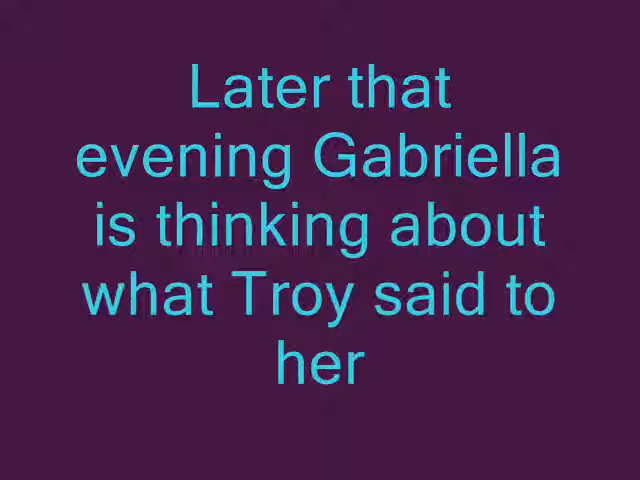 Later that
evening Gabriella
is thinking about
what Troy said to
her